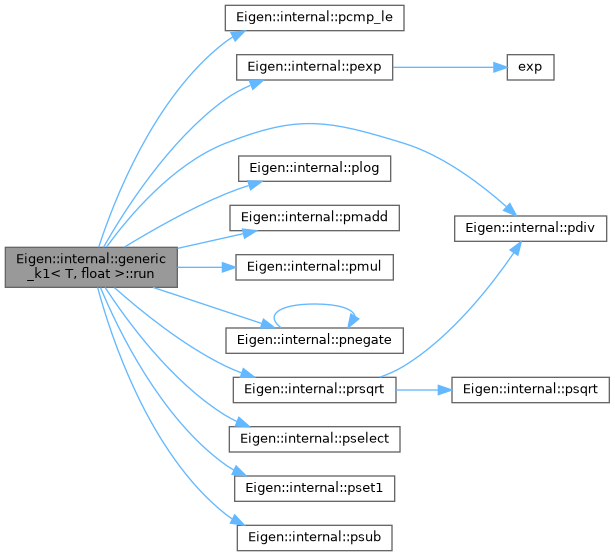 Eigen::internal::pcmp_le
Eigen::internal::pexp
exp
Eigen::internal::plog
Eigen::internal::pmadd
Eigen::internal::pdiv
Eigen::internal::generic
_k1< T, float >::run
Eigen::internal::pmul
Eigen::internal::pnegate
Eigen::internal::prsqrt
Eigen::internal::psqrt
Eigen::internal::pselect
Eigen::internal::pset1
Eigen::internal::psub